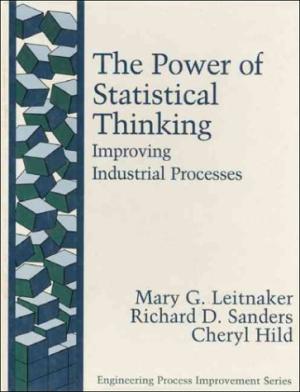 The Power of
Statistical
Thinking
Improving
Industrial Processes
Mary G. Leitnaker
Richard D. Sanders
Cheryl Hild
Engineering Process Improvement Series